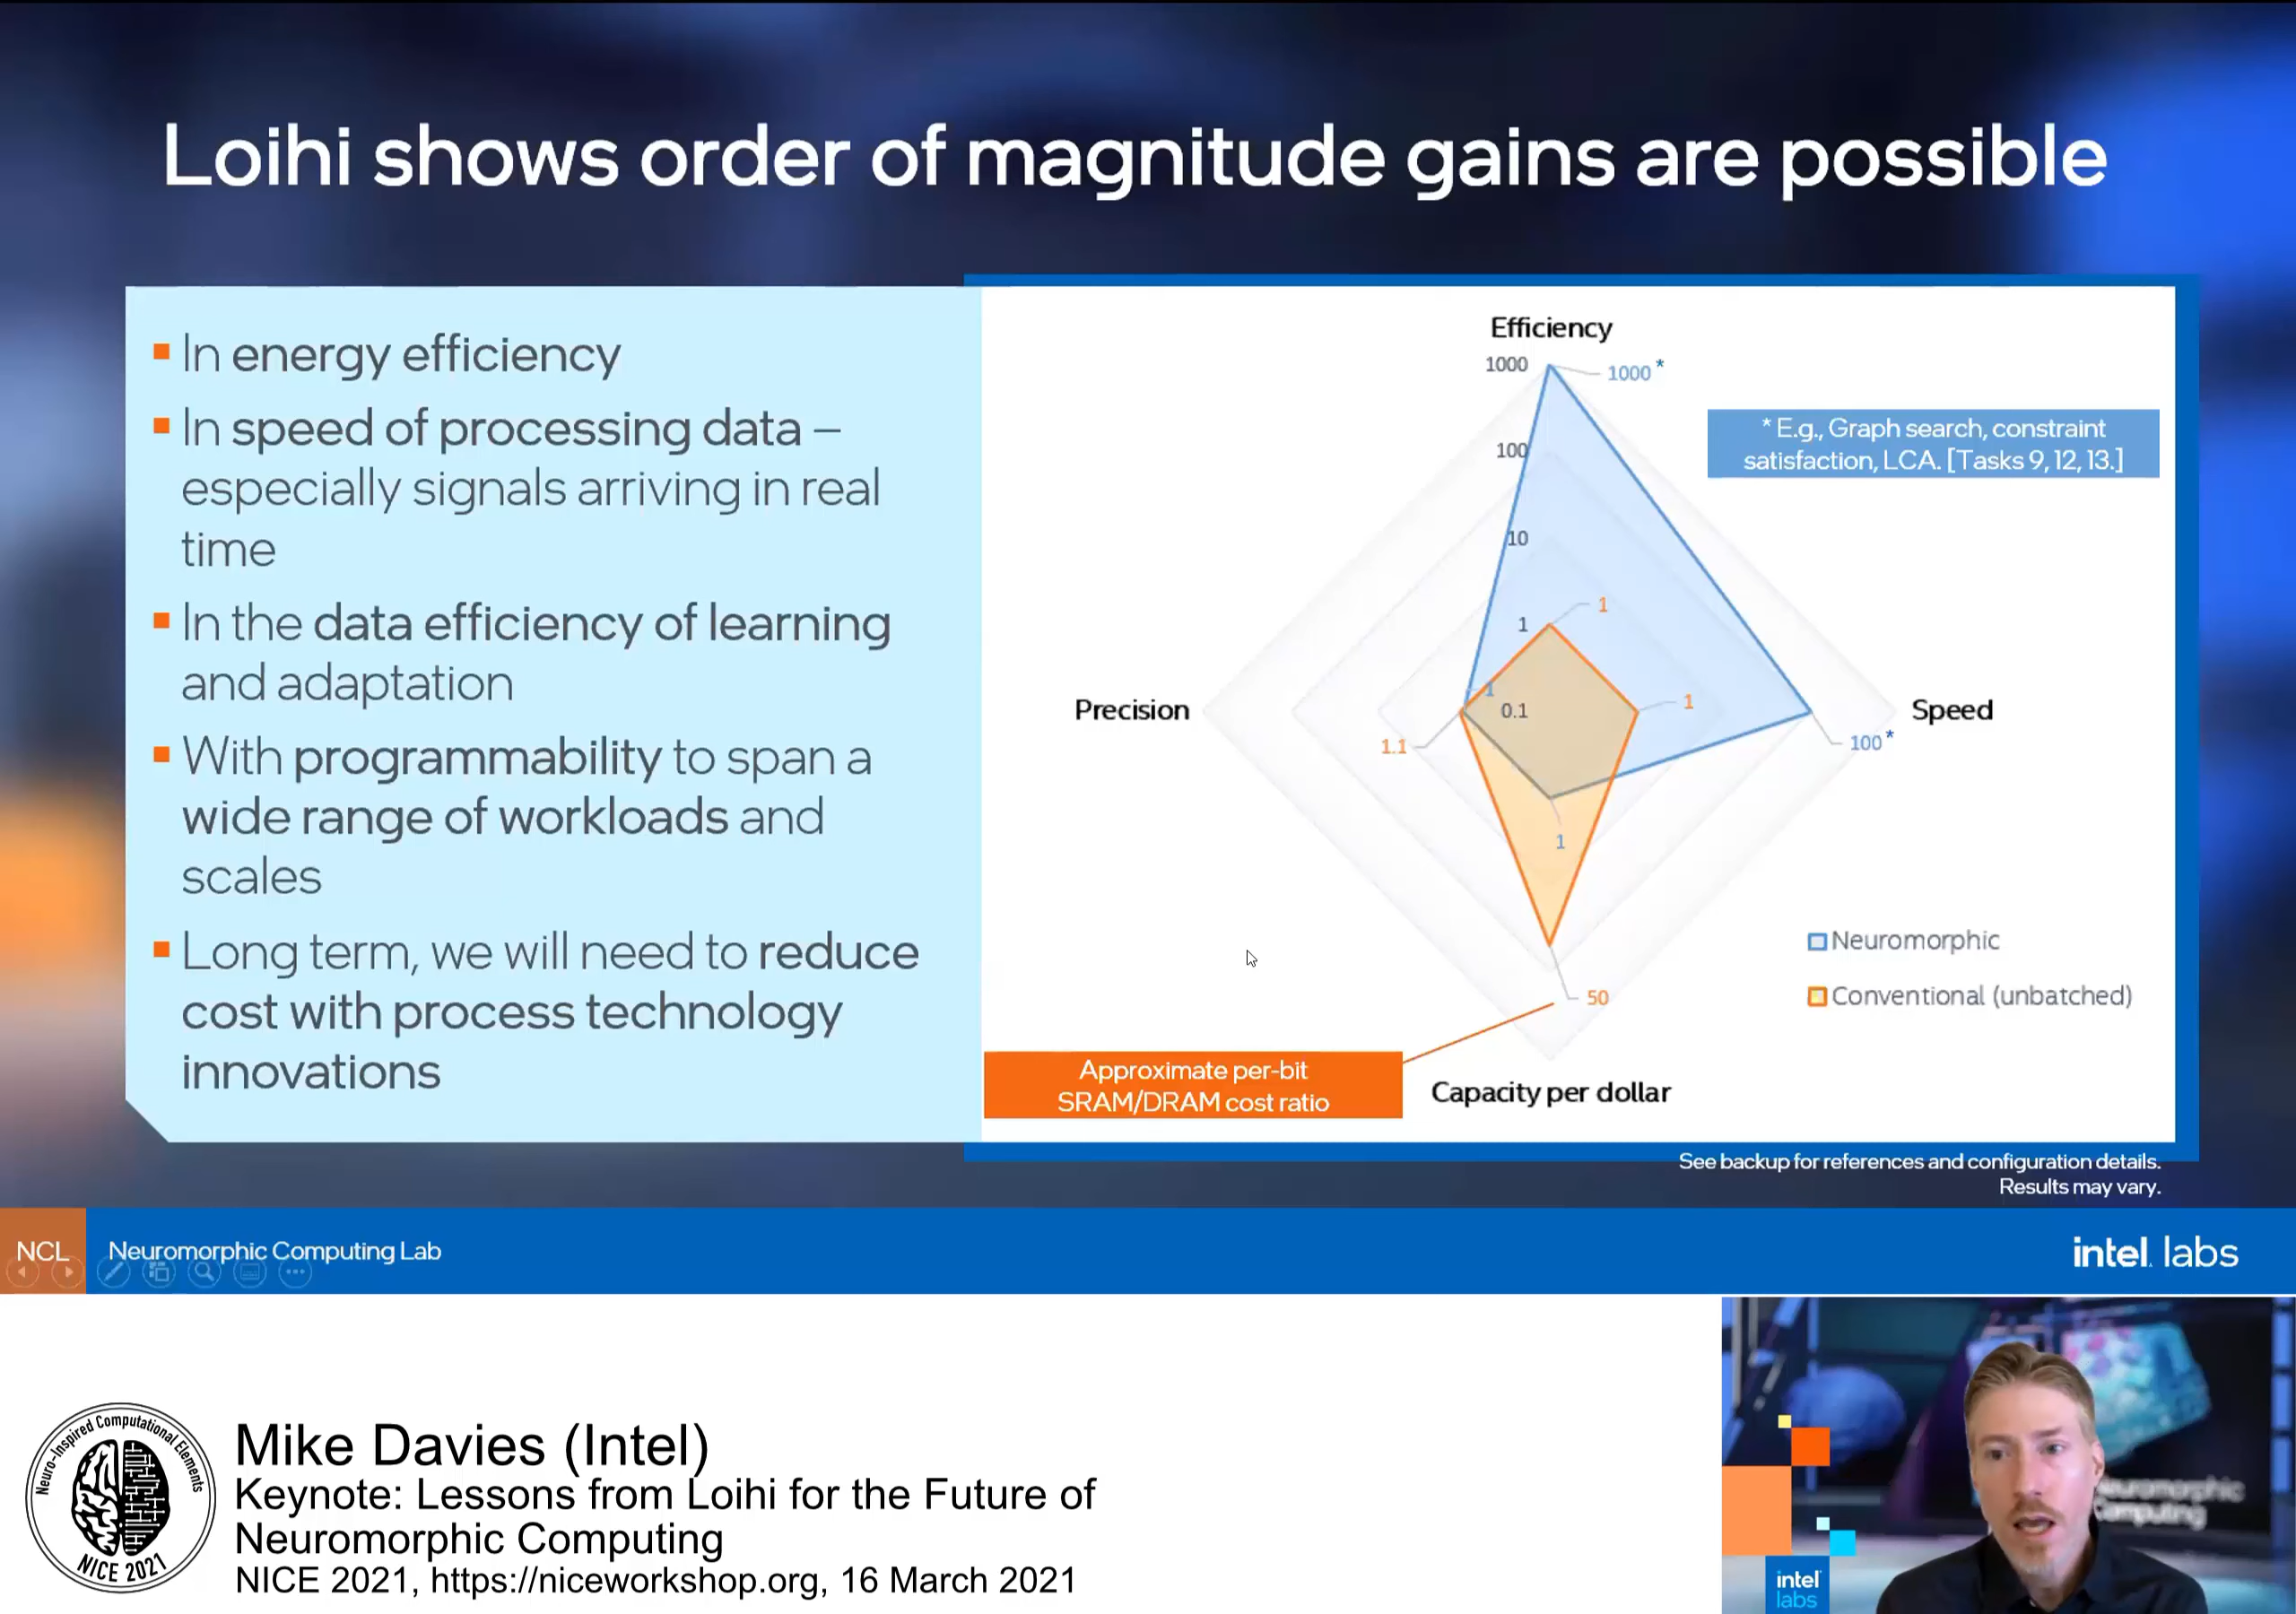 Loihi shows order of magnitude gains are possible
In energy efficiency
In speed of processing data –
especially signals arriving in real
time
In the data efficiency of learning
and adaptation
With programmability to span a
wide range of workloads and
scales
Long term, we will need to reduce
cost with process technology
innovations
Efficiency
1000
1000 *
* E.g., Graph search, constraint
satisfaction, LCA. [Tasks 9, 12, 13.]
100
10
1
1
Precision
1
0.1
1
Speed
1.1
100 *
1
Neuromorphic
50
Conventional (unbatched)
Approximate per-bit
SRAM/DRAM cost ratio
Capacity per dollar
See backup for references and configuration details.
Results may vary.
NCL
Neuromorphic Computing Lab
intel labs
Neuro-Inspired Computational Elements
NICE 2021
Mike Davies (Intel)
Keynote: Lessons from Loihi for the Future of
Neuromorphic Computing
NICE 2021, https://niceworkshop.org, 16 March 2021
Neuromorphic
Computing
intel
labs